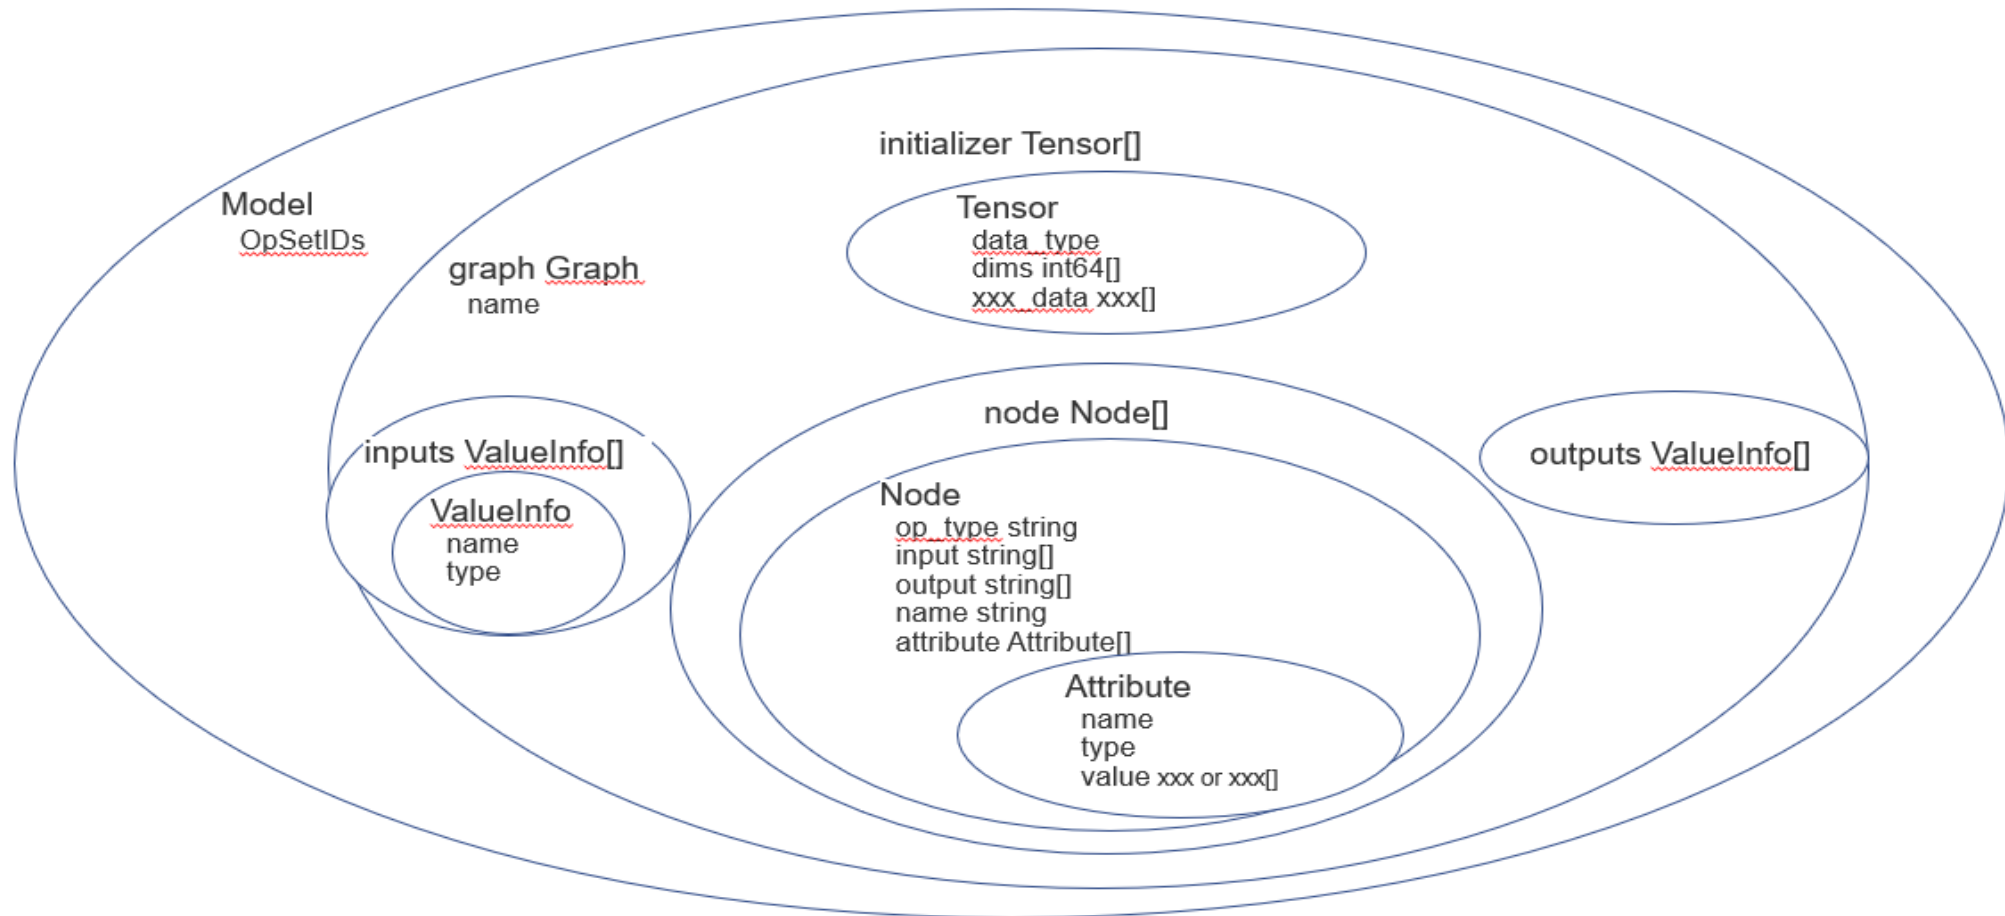 initializer Tensor[]
Model
OpSetIDs
Tensor
data_type
dims int64[]
xxx_data xxx[]
graph Graph
name
inputs ValueInfo[]
ValueInfo
name
type
node Node[]
Node
op_type string
input string[]
output string[]
name string
attribute Attribute[]
Attribute
name
type
value xxx or xxx[]
outputs ValueInfo[]